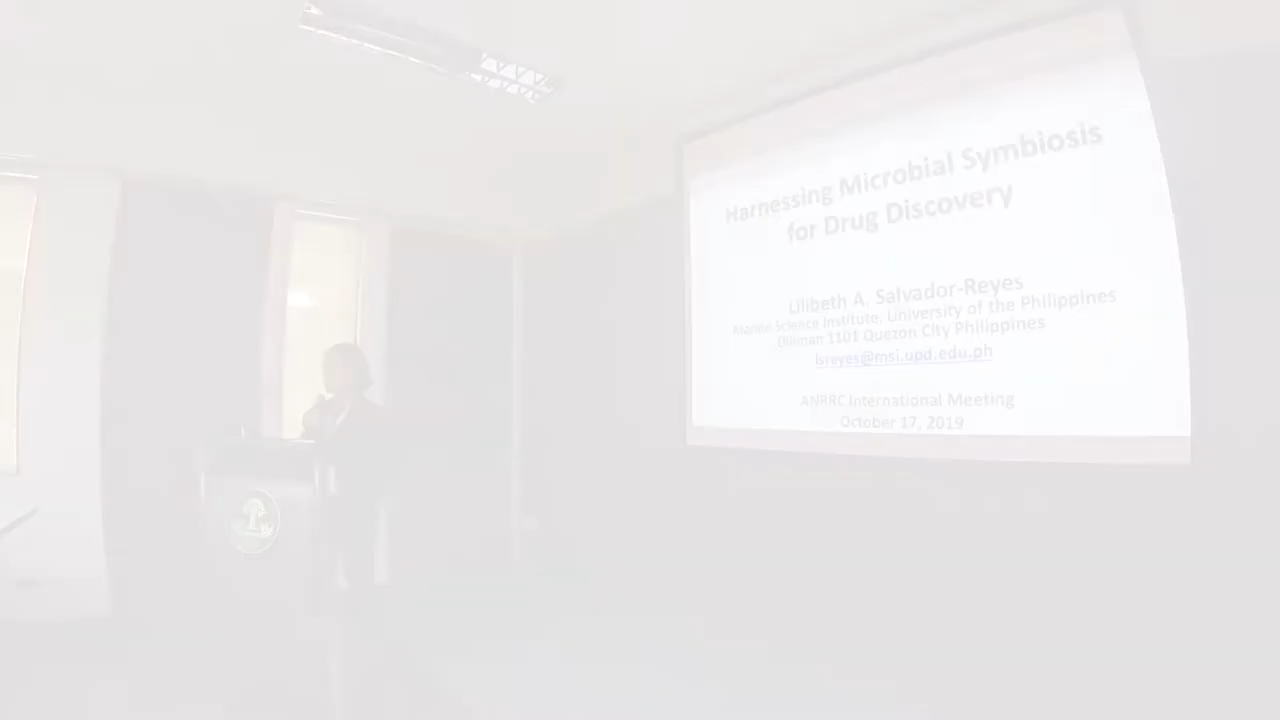 Harnessing Microbial Symbiosis
for Drug Discovery
Lilibeth A. Salvador-Reyes
Marine Science Institute, University of the Philippines
Diliman 1101 Quezon City Philippines
lsreyes@msi.upd.edu.ph
ANRRC International Meeting
October 17, 2019